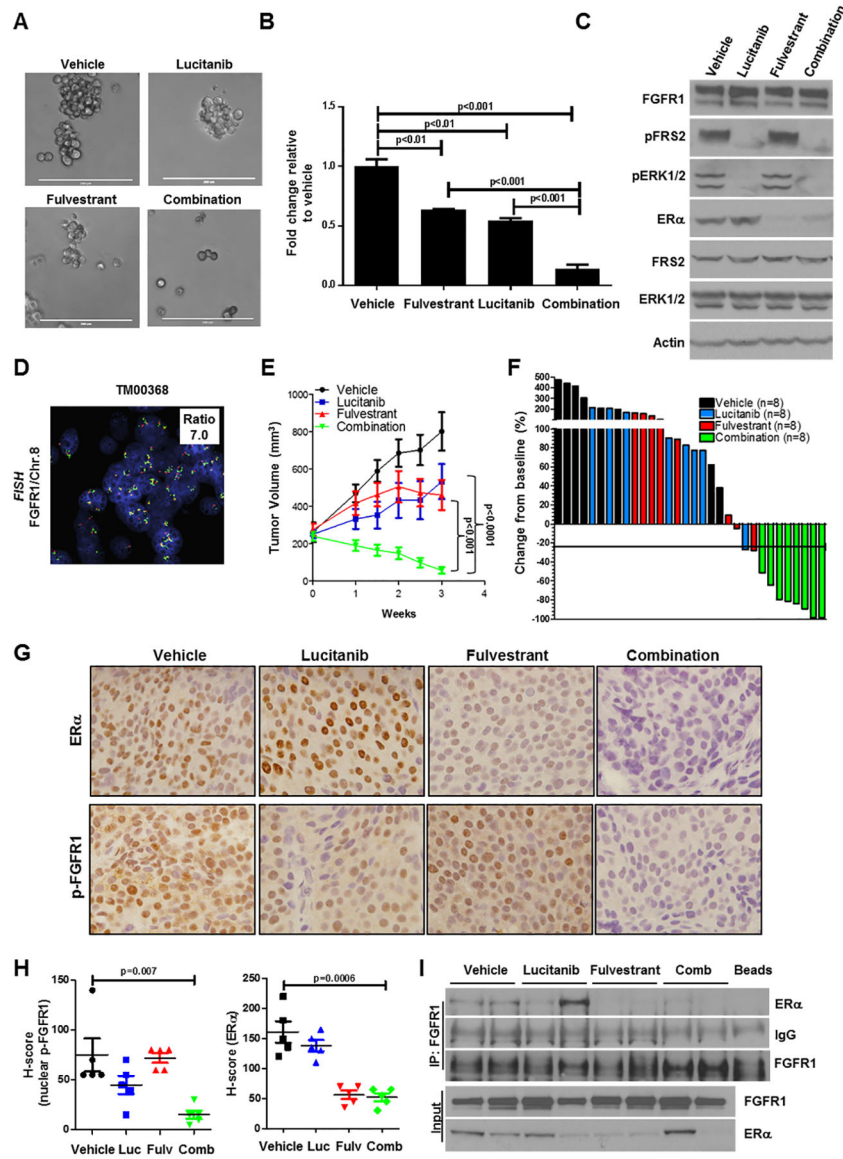 A
Vehicle
Lucitanib
Fulvestrant
Combination
B
p<0.001
p<0.01
p<0.01
p<0.001
p<0.001
Fold change relative
to vehicle
1.5
1.0
0.5
0.0
Vehicle Fulvestrant Lucitanib Combination
C
Vehicle
Lucitanib
Fulvestrant
Combination
FGFR1
pFRS2
pERK1/2
ERα
FRS2
ERK1/2
Actin
D
TM00368
Ratio
7.0
FISH
FGFR1/Chr.8
E
Vehicle
Lucitanib
Fulvestrant
Combination
Tumor Volume (mm³)
1000
800
600
400
200
0
0 1 2 3 4
Weeks
p<0.001
p<0.0001
F
Vehicle (n=8)
Lucitanib (n=8)
Fulvestrant (n=8)
Combination (n=8)
Change from baseline (%)
500
400
300
200
100
100
80
60
40
20
0
-20
-40
-60
-80
-100
G
Vehicle Lucitanib Fulvestrant Combination
ERα
p-FGFR1
H
p=0.007
H-score
(nuclear p-FGFR1)
150
100
50
0
Vehicle Luc Fulv Comb
p=0.0006
H-score (ERα)
250
200
150
100
50
0
Vehicle Luc Fulv Comb
I
Vehicle Lucitanib Fulvestrant Comb Beads
IP: FGFR1
ERα
IgG
FGFR1
Input
FGFR1
ERα